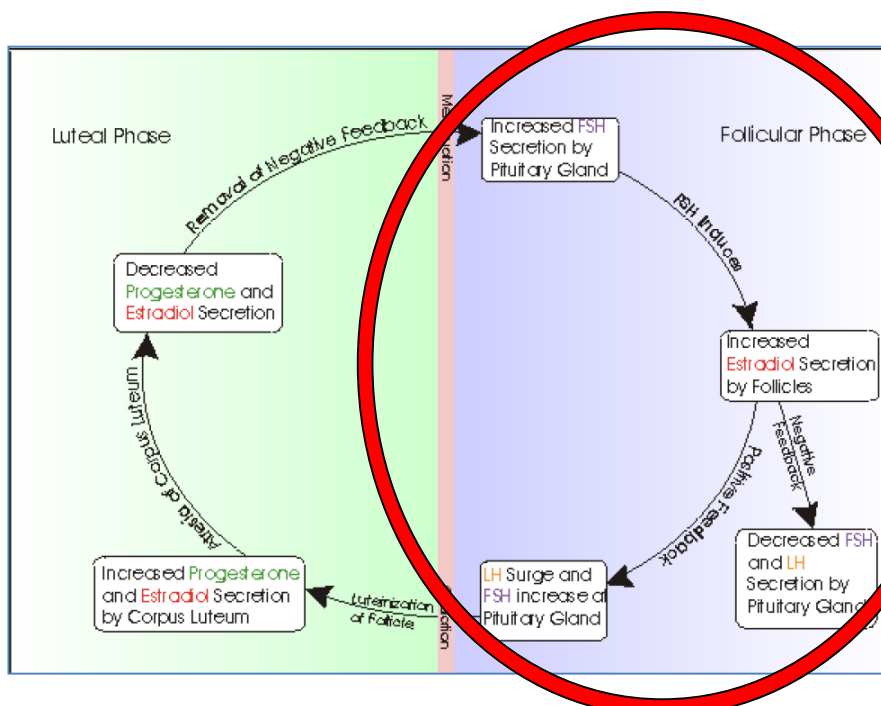 Luteal Phase
Follicular Phase
Removal of Negative Feedback
Increased FSH
Secretion by
Pituitary Gland
FSH Induces
Increased
Estradiol Secretion
by Follicles
Negative
Feedback
Positive Feedback
Decreased FSH
and LH
Secretion by
Pituitary Gland
LH Surge and
FSH increase at
Pituitary Gland
Luteinization
of Follicle
Increased Progesterone
and Estradiol Secretion
by Corpus Luteum
Atresia of Corpus Luteum
Decreased
Progesterone and
Estradiol Secretion